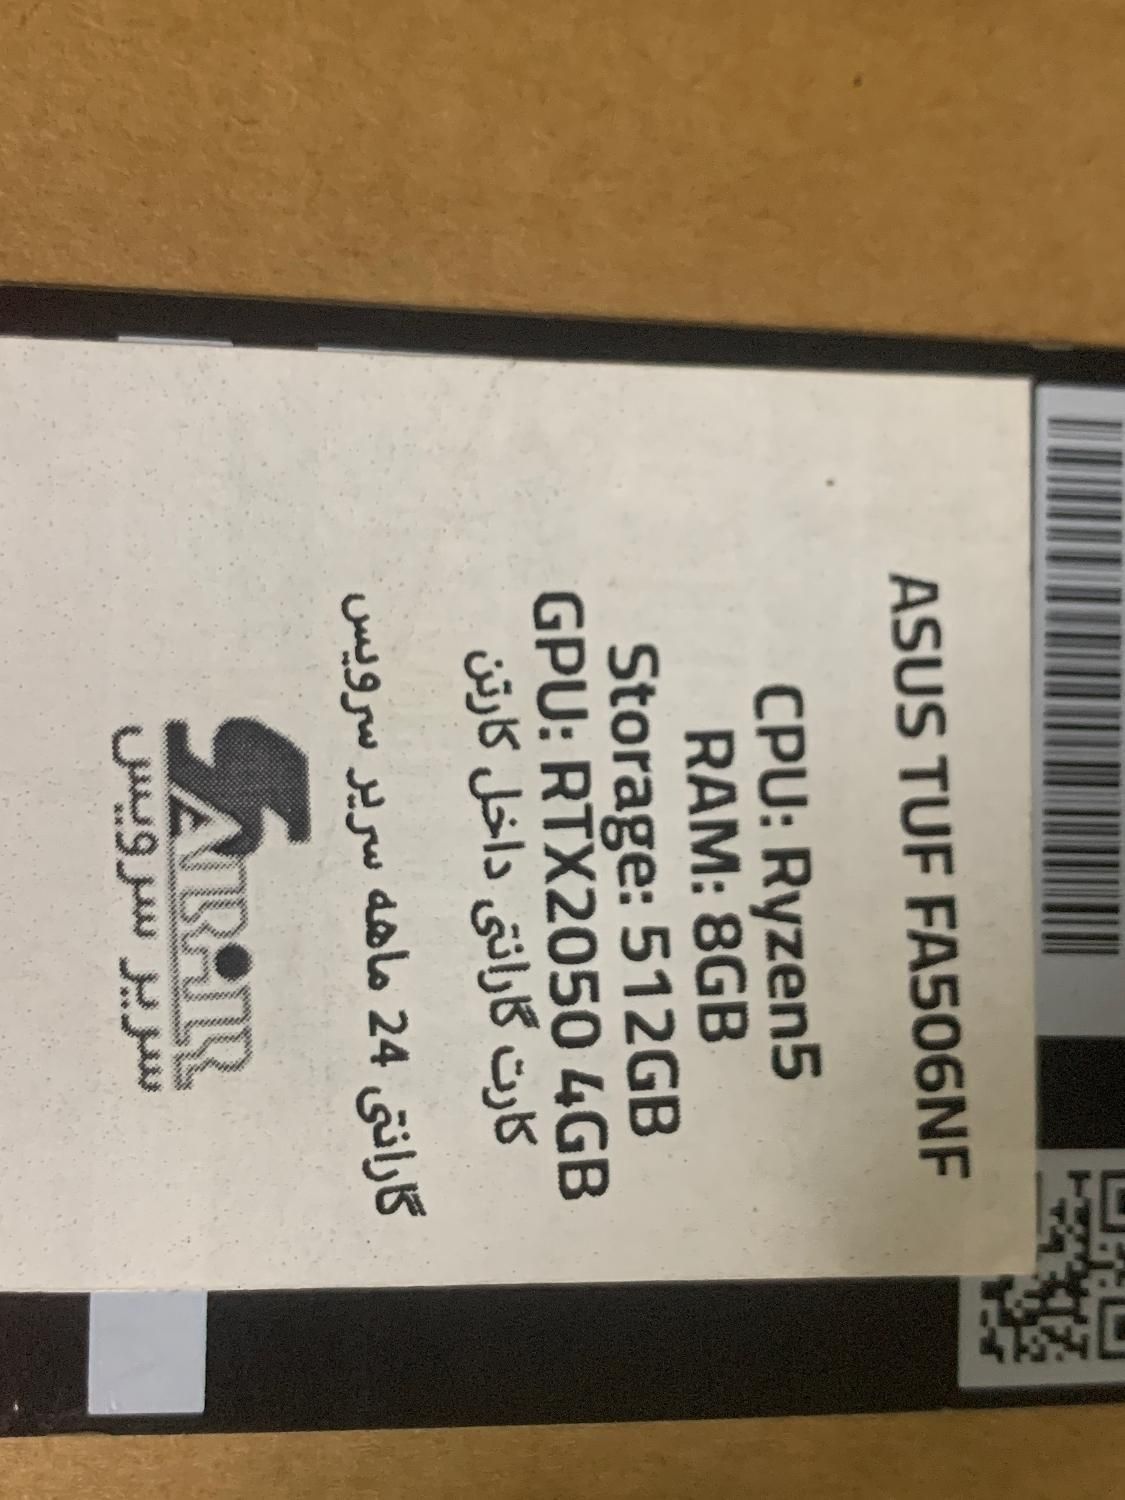 ASUS TUF FA506NF
CPU: Ryzen5
RAM: 8GB
Storage: 512GB
GPU: RTX2050 4GB
کارت گارانتی داخل کارتن
گارانتی 24 ماهه سریر سرویس
SARIR
سریر سرویس